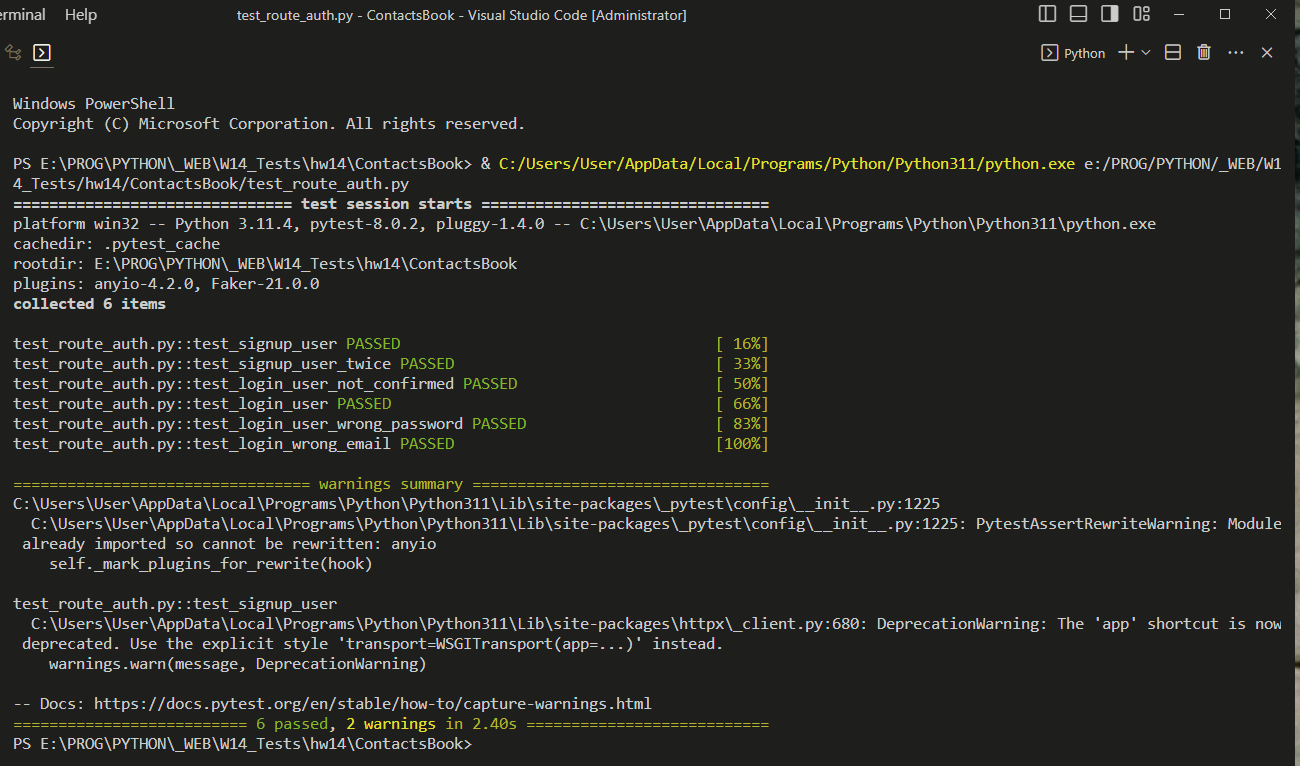 erminal Help test_route_auth.py - ContactsBook - Visual Studio Code [Administrator]
Python
Windows PowerShell
Copyright (C) Microsoft Corporation. All rights reserved.
PS E:\PROG\PYTHON\_WEB\W14_Tests\hw14\ContactsBook> & C:/Users/User/AppData/Local/Programs/Python/Python311/python.exe e:/PROG/PYTHON/_WEB/W1
4_Tests/hw14/ContactsBook/test_route_auth.py
=============================== test session starts ================================
platform win32 -- Python 3.11.4, pytest-8.0.2, pluggy-1.4.0 -- C:\Users\User\AppData\Local\Programs\Python\Python311\python.exe
cachedir: .pytest_cache
rootdir: E:\PROG\PYTHON\_WEB\W14_Tests\hw14\ContactsBook
plugins: anyio-4.2.0, Faker-21.0.0
collected 6 items
test_route_auth.py::test_signup_user PASSED [ 16%]
test_route_auth.py::test_signup_user_twice PASSED [ 33%]
test_route_auth.py::test_login_user_not_confirmed PASSED [ 50%]
test_route_auth.py::test_login_user PASSED [ 66%]
test_route_auth.py::test_login_user_wrong_password PASSED [ 83%]
test_route_auth.py::test_login_wrong_email PASSED [100%]
================================= warnings summary =================================
C:\Users\User\AppData\Local\Programs\Python\Python311\Lib\site-packages\_pytest\config\__init__.py:1225
C:\Users\User\AppData\Local\Programs\Python\Python311\Lib\site-packages\_pytest\config\__init__.py:1225: PytestAssertRewriteWarning: Module
already imported so cannot be rewritten: anyio
self._mark_plugins_for_rewrite(hook)
test_route_auth.py::test_signup_user
C:\Users\User\AppData\Local\Programs\Python\Python311\Lib\site-packages\httpx\_client.py:680: DeprecationWarning: The 'app' shortcut is now
deprecated. Use the explicit style 'transport=WSGITransport(app=...)' instead.
warnings.warn(message, DeprecationWarning)
-- Docs: https://docs.pytest.org/en/stable/how-to/capture-warnings.html
========================== 6 passed, 2 warnings in 2.40s ===========================
PS E:\PROG\PYTHON\_WEB\W14_Tests\hw14\ContactsBook>